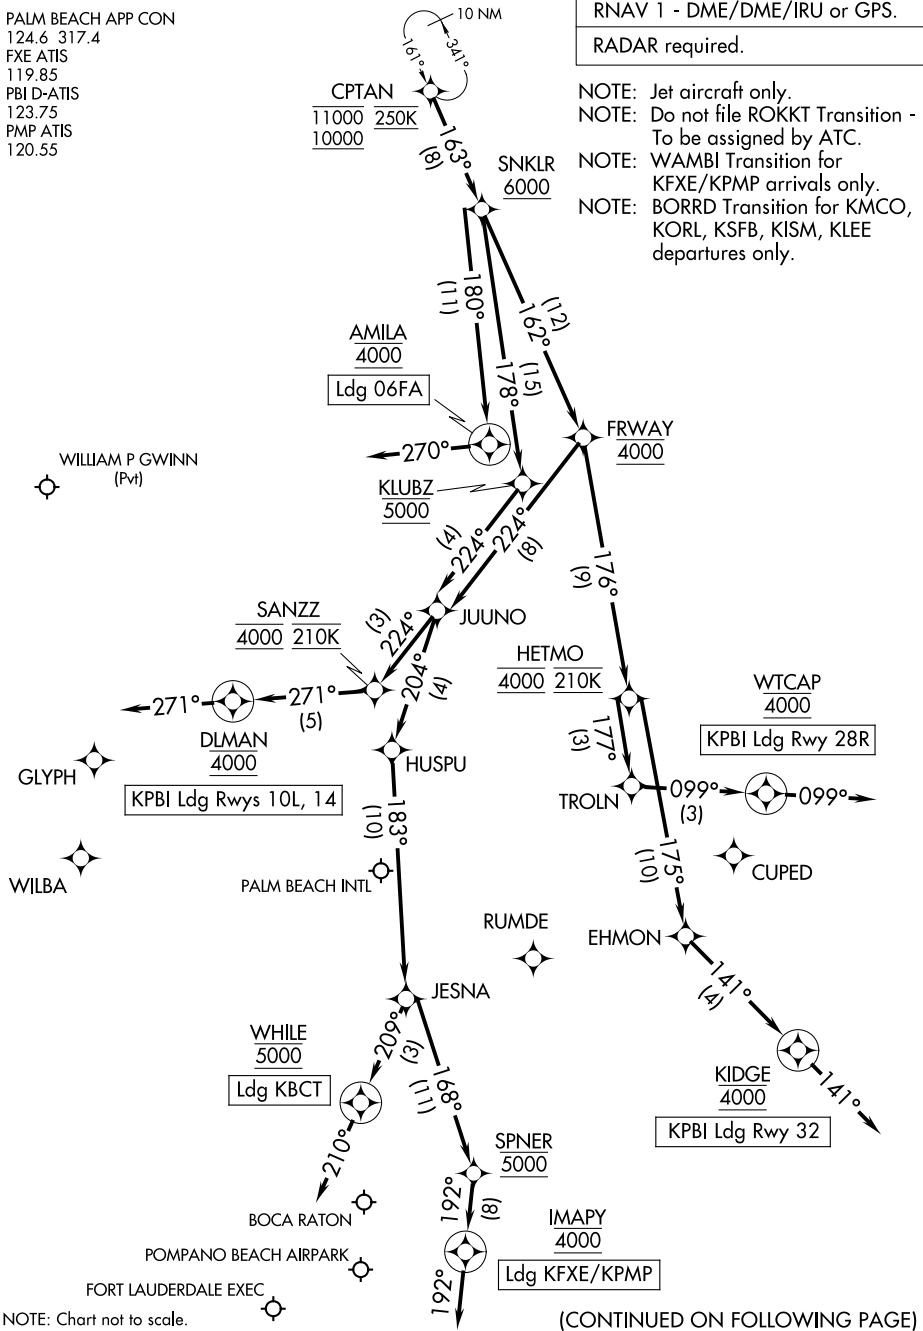 PALM BEACH APP CON
124.6 317.4
FXE ATIS
119.85
PBI D-ATIS
123.75
PMP ATIS
120.55
RNAV 1 - DME/DME/IRU or GPS.
RADAR required.
NOTE: Jet aircraft only.
NOTE: Do not file ROKKT Transition -
To be assigned by ATC.
NOTE: WAMBI Transition for
KFXE/KPMP arrivals only.
NOTE: BORRD Transition for KMCO,
KORL, KSFB, KISM, KLEE
departures only.
10 NM
161°
341°
CPTAN
11000 250K
10000
163°
(8)
SNKLR
6000
180°
(11)
178°
(15)
162°
(12)
AMILA
4000
Ldg 06FA
270°
FRWAY
4000
WILLIAM P GWINN
(Pvt)
KLUBZ
5000
224°
(4)
224°
(8)
176°
(9)
JUUNO
SANZZ
4000 210K
224°
(3)
204°
(4)
HETMO
4000 210K
177°
(3)
WTCAP
4000
KPBI Ldg Rwy 28R
271°
271°
(5)
DLMAN
4000
KPBI Ldg Rwys 10L, 14
GLYPH
HUSPU
TROLN
099°
(3)
099°
183°
(10)
175°
(10)
WILBA
PALM BEACH INTL
CUPED
RUMDE
EHMON
141°
(4)
JESNA
209°
(3)
168°
(11)
WHILE
5000
Ldg KBCT
210°
KIDGE
4000
KPBI Ldg Rwy 32
141°
SPNER
5000
192°
(8)
BOCA RATON
IMAPY
4000
Ldg KFXE/KPMP
POMPANO BEACH AIRPARK
FORT LAUDERDALE EXEC
192°
NOTE: Chart not to scale.
(CONTINUED ON FOLLOWING PAGE)